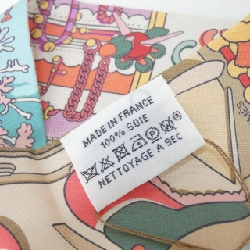 MADE IN FRANCE
100% SOIE
NETTOYAGE A SEC